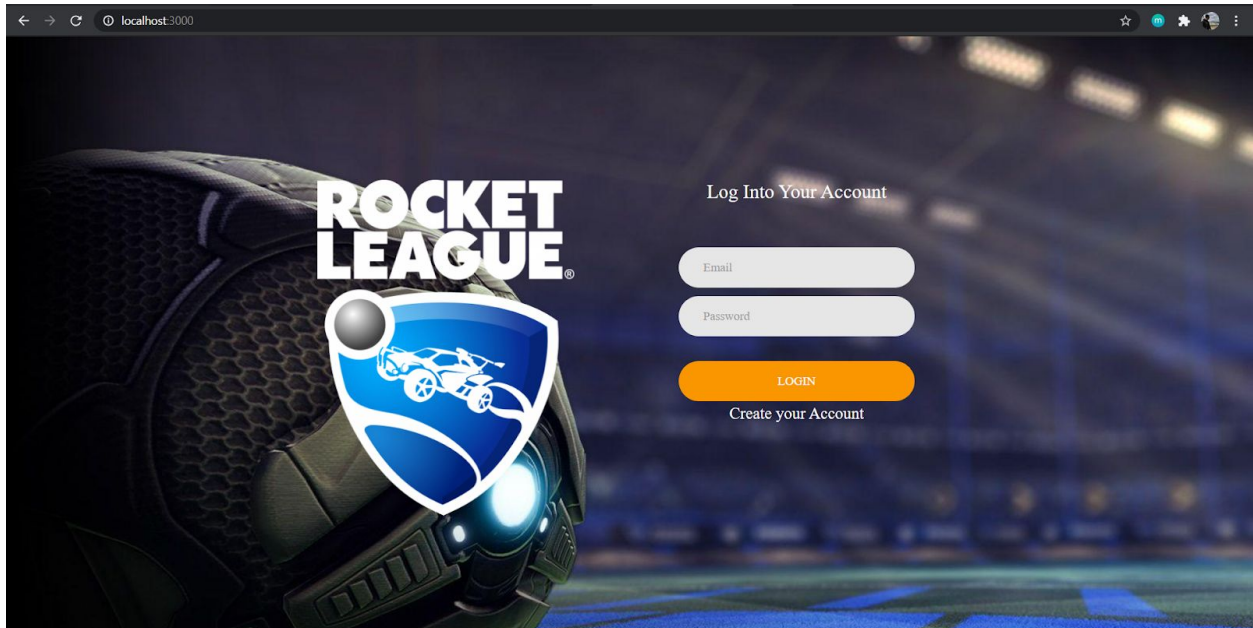 localhost:3000
m
ROCKET
LEAGUE®
Log Into Your Account
Email
Password
LOGIN
Create your Account